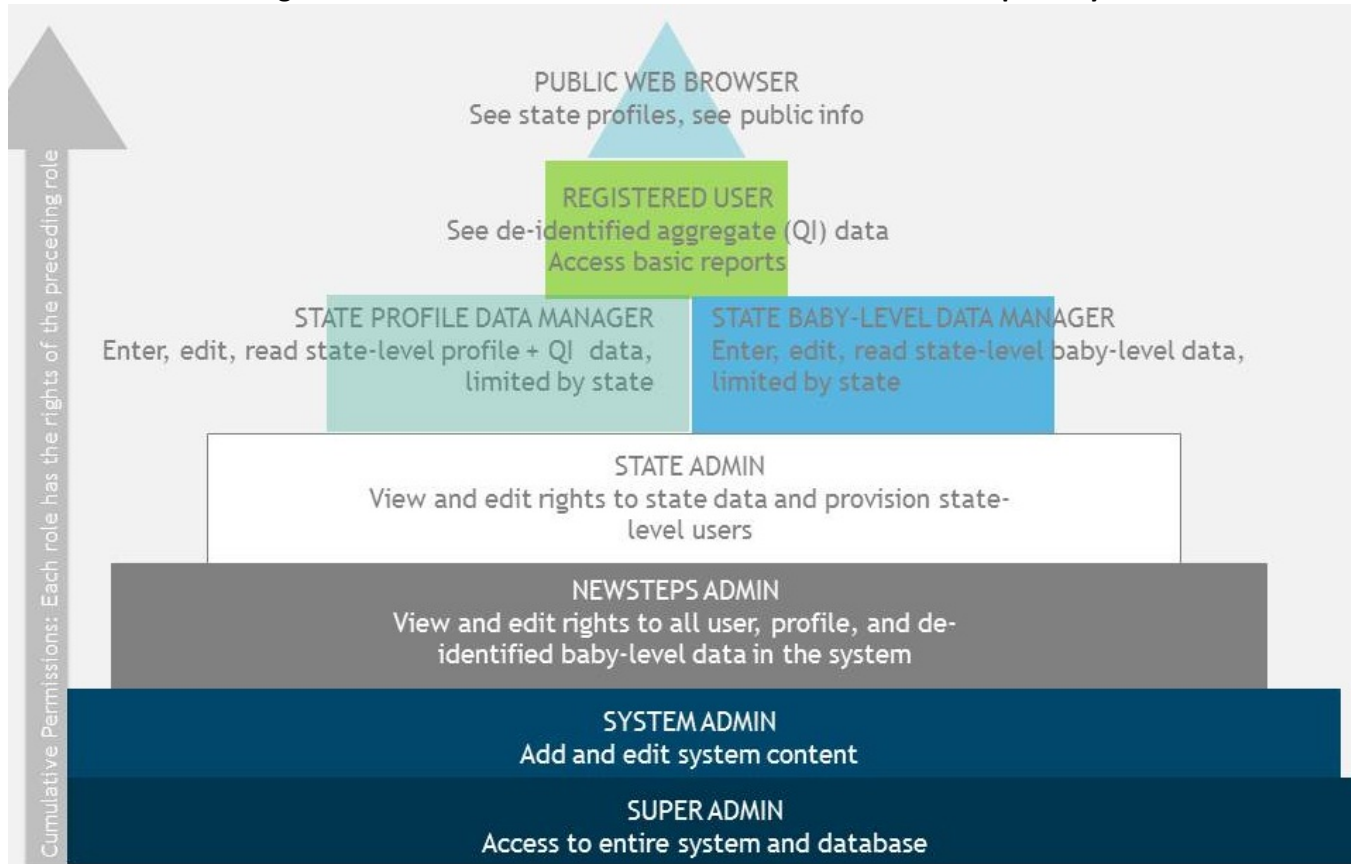 PUBLIC WEB BROWSER
See state profiles, see public info
REGISTERED USER
See de-identified aggregate (QI) data
Access basic reports
STATE PROFILE DATA MANAGER
Enter, edit, read state-level profile + QI data,
limited by state
STATE BABY-LEVEL DATA MANAGER
Enter, edit, read state-level baby-level data,
limited by state
STATE ADMIN
View and edit rights to state data and provision state-
level users
NEWSTEPS ADMIN
View and edit rights to all user, profile, and de-
identified baby-level data in the system
SYSTEM ADMIN
Add and edit system content
SUPER ADMIN
Access to entire system and database
Cumulative Permissions: Each role has the rights of the preceding role